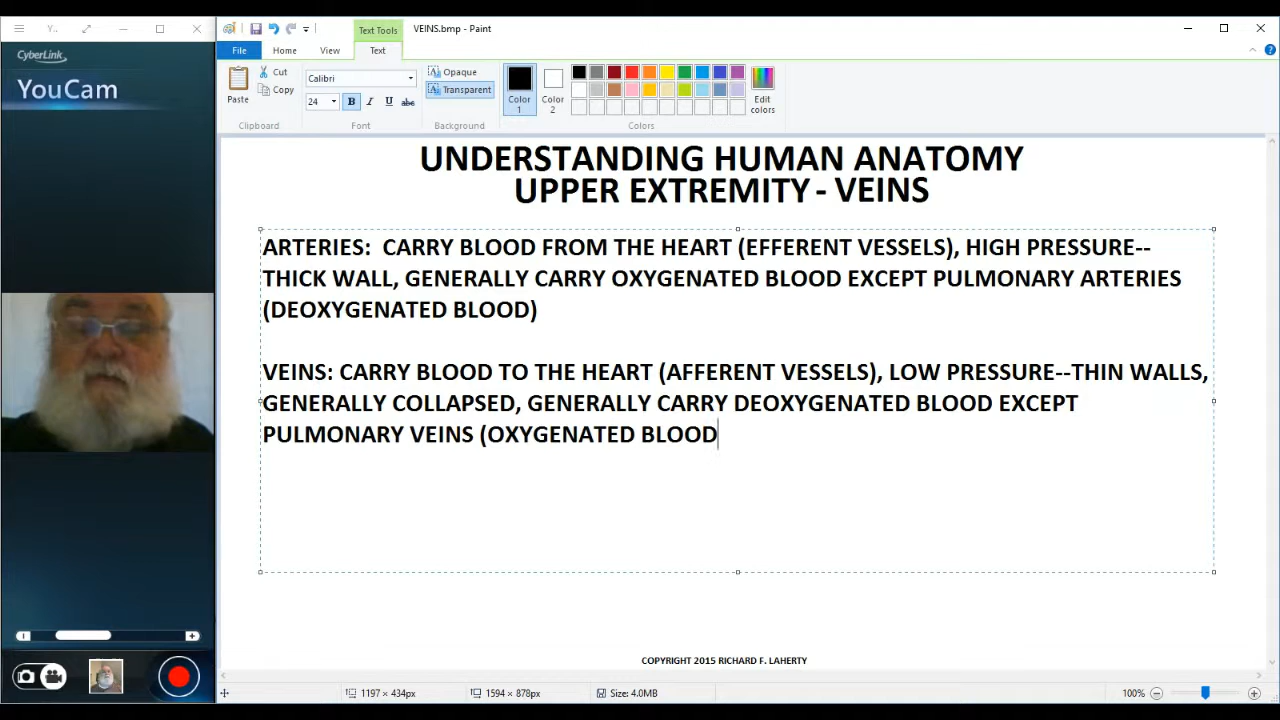 Y..
CyberLink
YouCam
Text Tools
VEINS.bmp - Paint
File
Home
View
Text
Paste
Cut
Copy
Clipboard
Calibri
24
B
I
U
abc
Font
Opaque
Transparent
Background
Color 1
Color 2
Edit colors
Colors
UNDERSTANDING HUMAN ANATOMY
UPPER EXTREMITY - VEINS
ARTERIES:  CARRY BLOOD FROM THE HEART (EFFERENT VESSELS), HIGH PRESSURE--
THICK WALL, GENERALLY CARRY OXYGENATED BLOOD EXCEPT PULMONARY ARTERIES
(DEOXYGENATED BLOOD)
VEINS: CARRY BLOOD TO THE HEART (AFFERENT VESSELS), LOW PRESSURE--THIN WALLS,
GENERALLY COLLAPSED, GENERALLY CARRY DEOXYGENATED BLOOD EXCEPT
PULMONARY VEINS (OXYGENATED BLOOD
COPYRIGHT 2015 RICHARD F. LAHERTY
1197 × 434px
1594 × 878px
Size: 4.0MB
100%